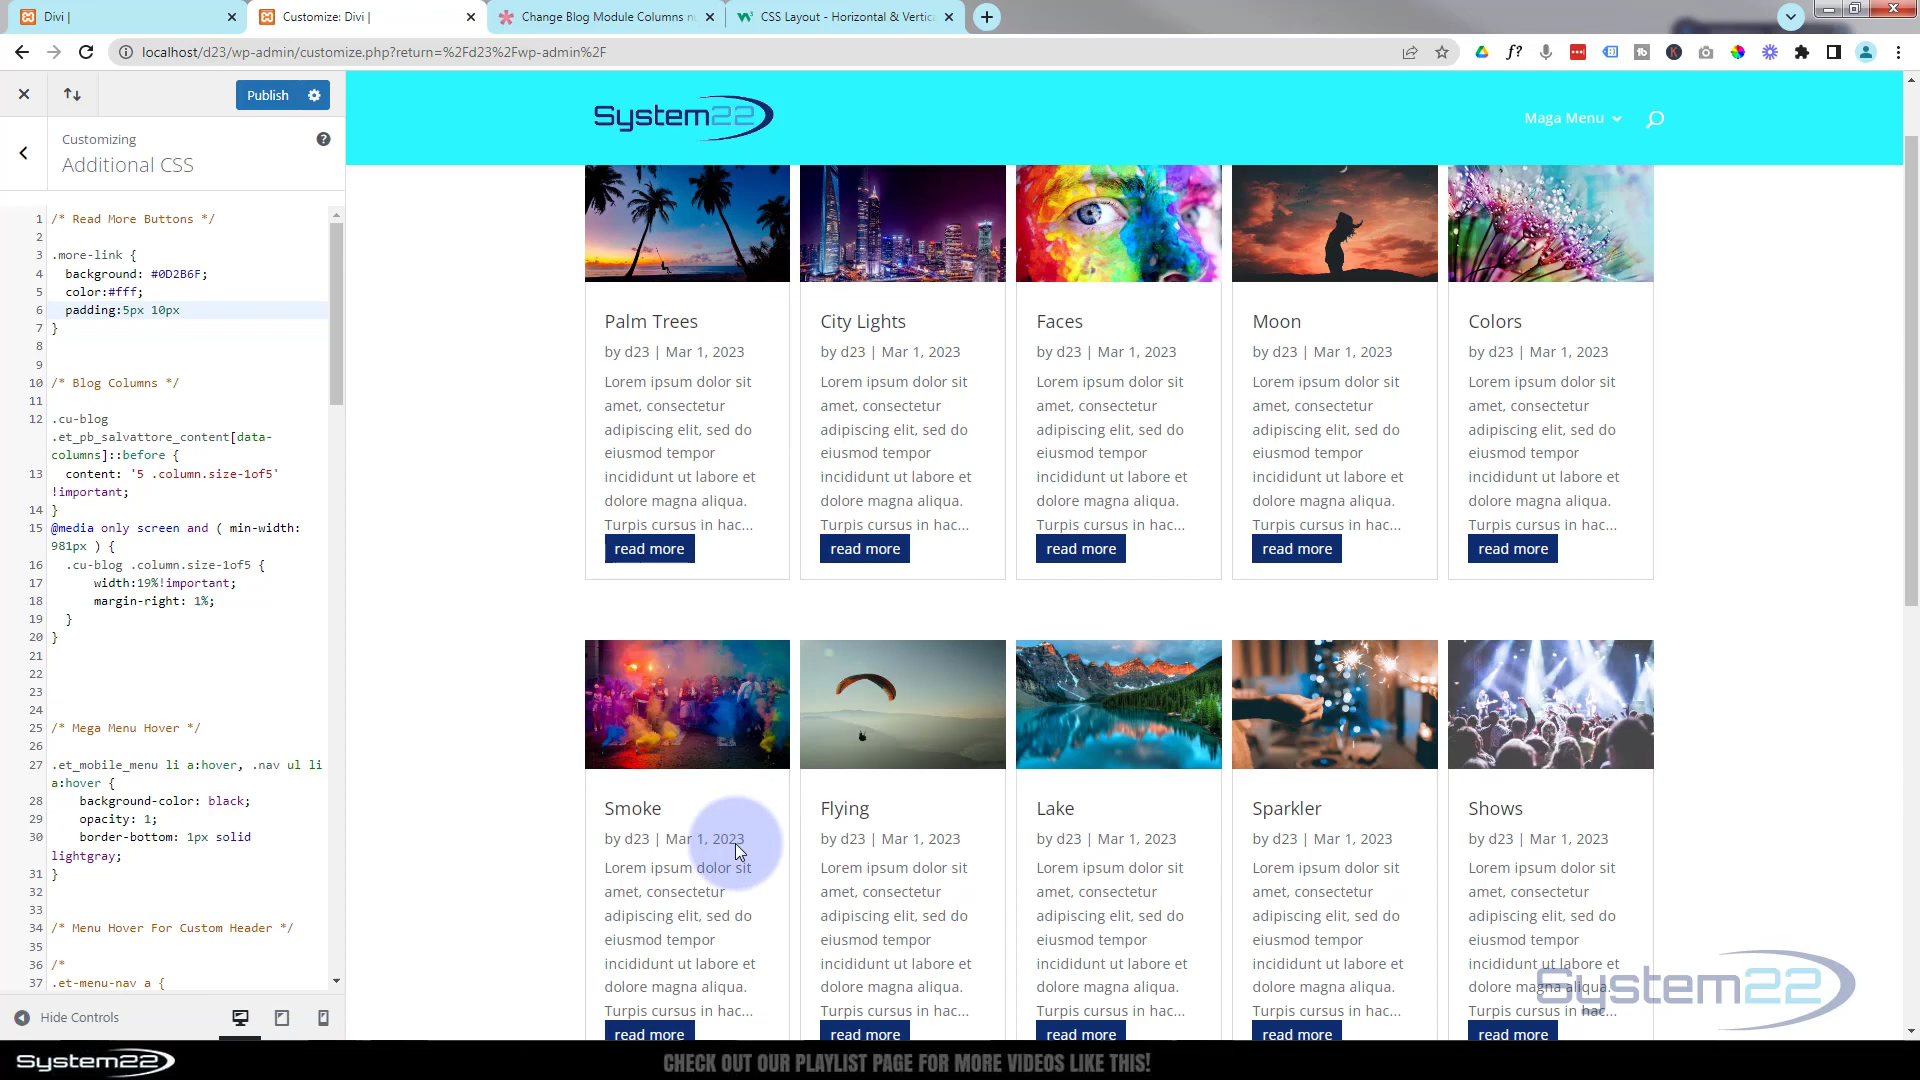 Divi |
Customize: Divi |
Change Blog Module Columns n
CSS Layout - Horizontal & Vertica
localhost/d23/wp-admin/customize.php?return=%2Fd23%2Fwp-admin%2F
Publish
Customizing
Additional CSS
1 /* Read More Buttons */
2
3 .more-link {
4 background: #0D2B6F;
5 color:#fff;
6 padding:5px 10px
7 }
8
9
10 /* Blog Columns */
11
12 .cu-blog
.et_pb_salvattore_content[data-
columns]::before {
13 content: '5 .column.size-1of5'
!important;
14 }
15 @media only screen and ( min-width:
981px ) {
16 .cu-blog .column.size-1of5 {
17 width:19%!important;
18 margin-right: 1%;
19 }
20 }
21
22
23
24
25 /* Mega Menu Hover */
26
27 .et_mobile_menu li a:hover, .nav ul li
a:hover {
28 background-color: black;
29 opacity: 1;
30 border-bottom: 1px solid
lightgray;
31 }
32
33
34 /* Menu Hover For Custom Header */
35
36 /*
37 .et-menu-nav a {
Hide Controls
System22
Maga Menu
Palm Trees
by d23 | Mar 1, 2023
Lorem ipsum dolor sit
amet, consectetur
adipiscing elit, sed do
eiusmod tempor
incididunt ut labore et
dolore magna aliqua.
Turpis cursus in hac...
read more
City Lights
by d23 | Mar 1, 2023
Lorem ipsum dolor sit
amet, consectetur
adipiscing elit, sed do
eiusmod tempor
incididunt ut labore et
dolore magna aliqua.
Turpis cursus in hac...
read more
Faces
by d23 | Mar 1, 2023
Lorem ipsum dolor sit
amet, consectetur
adipiscing elit, sed do
eiusmod tempor
incididunt ut labore et
dolore magna aliqua.
Turpis cursus in hac...
read more
Moon
by d23 | Mar 1, 2023
Lorem ipsum dolor sit
amet, consectetur
adipiscing elit, sed do
eiusmod tempor
incididunt ut labore et
dolore magna aliqua.
Turpis cursus in hac...
read more
Colors
by d23 | Mar 1, 2023
Lorem ipsum dolor sit
amet, consectetur
adipiscing elit, sed do
eiusmod tempor
incididunt ut labore et
dolore magna aliqua.
Turpis cursus in hac...
read more
Smoke
by d23 | Mar 1, 2023
Lorem ipsum dolor sit
amet, consectetur
adipiscing elit, sed do
eiusmod tempor
incididunt ut labore et
dolore magna aliqua.
Turpis cursus in hac...
read more
Flying
by d23 | Mar 1, 2023
Lorem ipsum dolor sit
amet, consectetur
adipiscing elit, sed do
eiusmod tempor
incididunt ut labore et
dolore magna aliqua.
Turpis cursus in hac...
read more
Lake
by d23 | Mar 1, 2023
Lorem ipsum dolor sit
amet, consectetur
adipiscing elit, sed do
eiusmod tempor
incididunt ut labore et
dolore magna aliqua.
Turpis cursus in hac...
read more
Sparkler
by d23 | Mar 1, 2023
Lorem ipsum dolor sit
amet, consectetur
adipiscing elit, sed do
eiusmod tempor
incididunt ut labore et
dolore magna aliqua.
Turpis cursus in hac...
read more
Shows
by d23 | Mar 1, 2023
Lorem ipsum dolor sit
amet, consectetur
adipiscing elit, sed do
eiusmod tempor
incididunt ut labore et
dolore magna aliqua.
Turpis cursus in hac...
read more
System22
System22
CHECK OUT OUR PLAYLIST PAGE FOR MORE VIDEOS LIKE THIS!